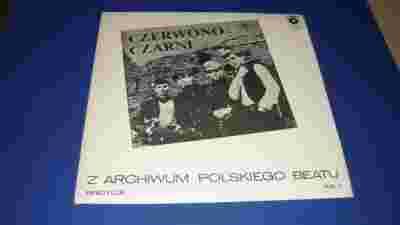 CZERWONO
CZARNI
Z ARCHIWUM POLSKIEGO BEATU